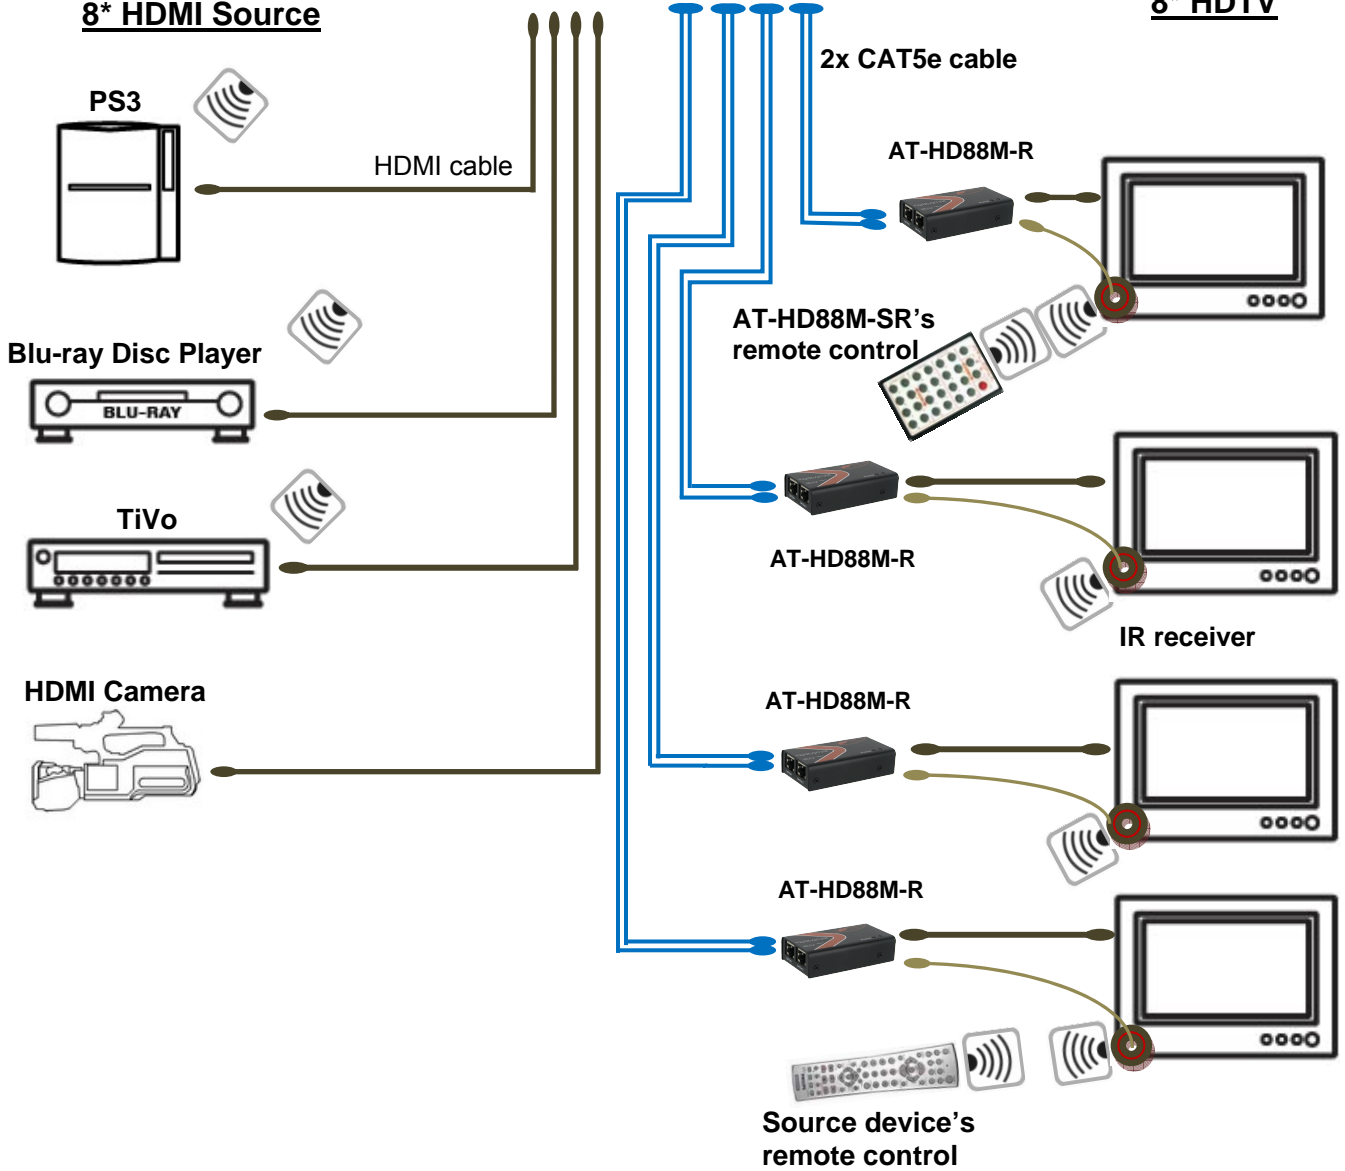 8* HDMI Source
8* HDTV
2x CAT5e cable
PS3
HDMI cable
AT-HD88M-R
AT-HD88M-SR’s
remote control
Blu-ray Disc Player
BLU-RAY
TiVo
AT-HD88M-R
IR receiver
HDMI Camera
AT-HD88M-R
AT-HD88M-R
Source device’s
remote control